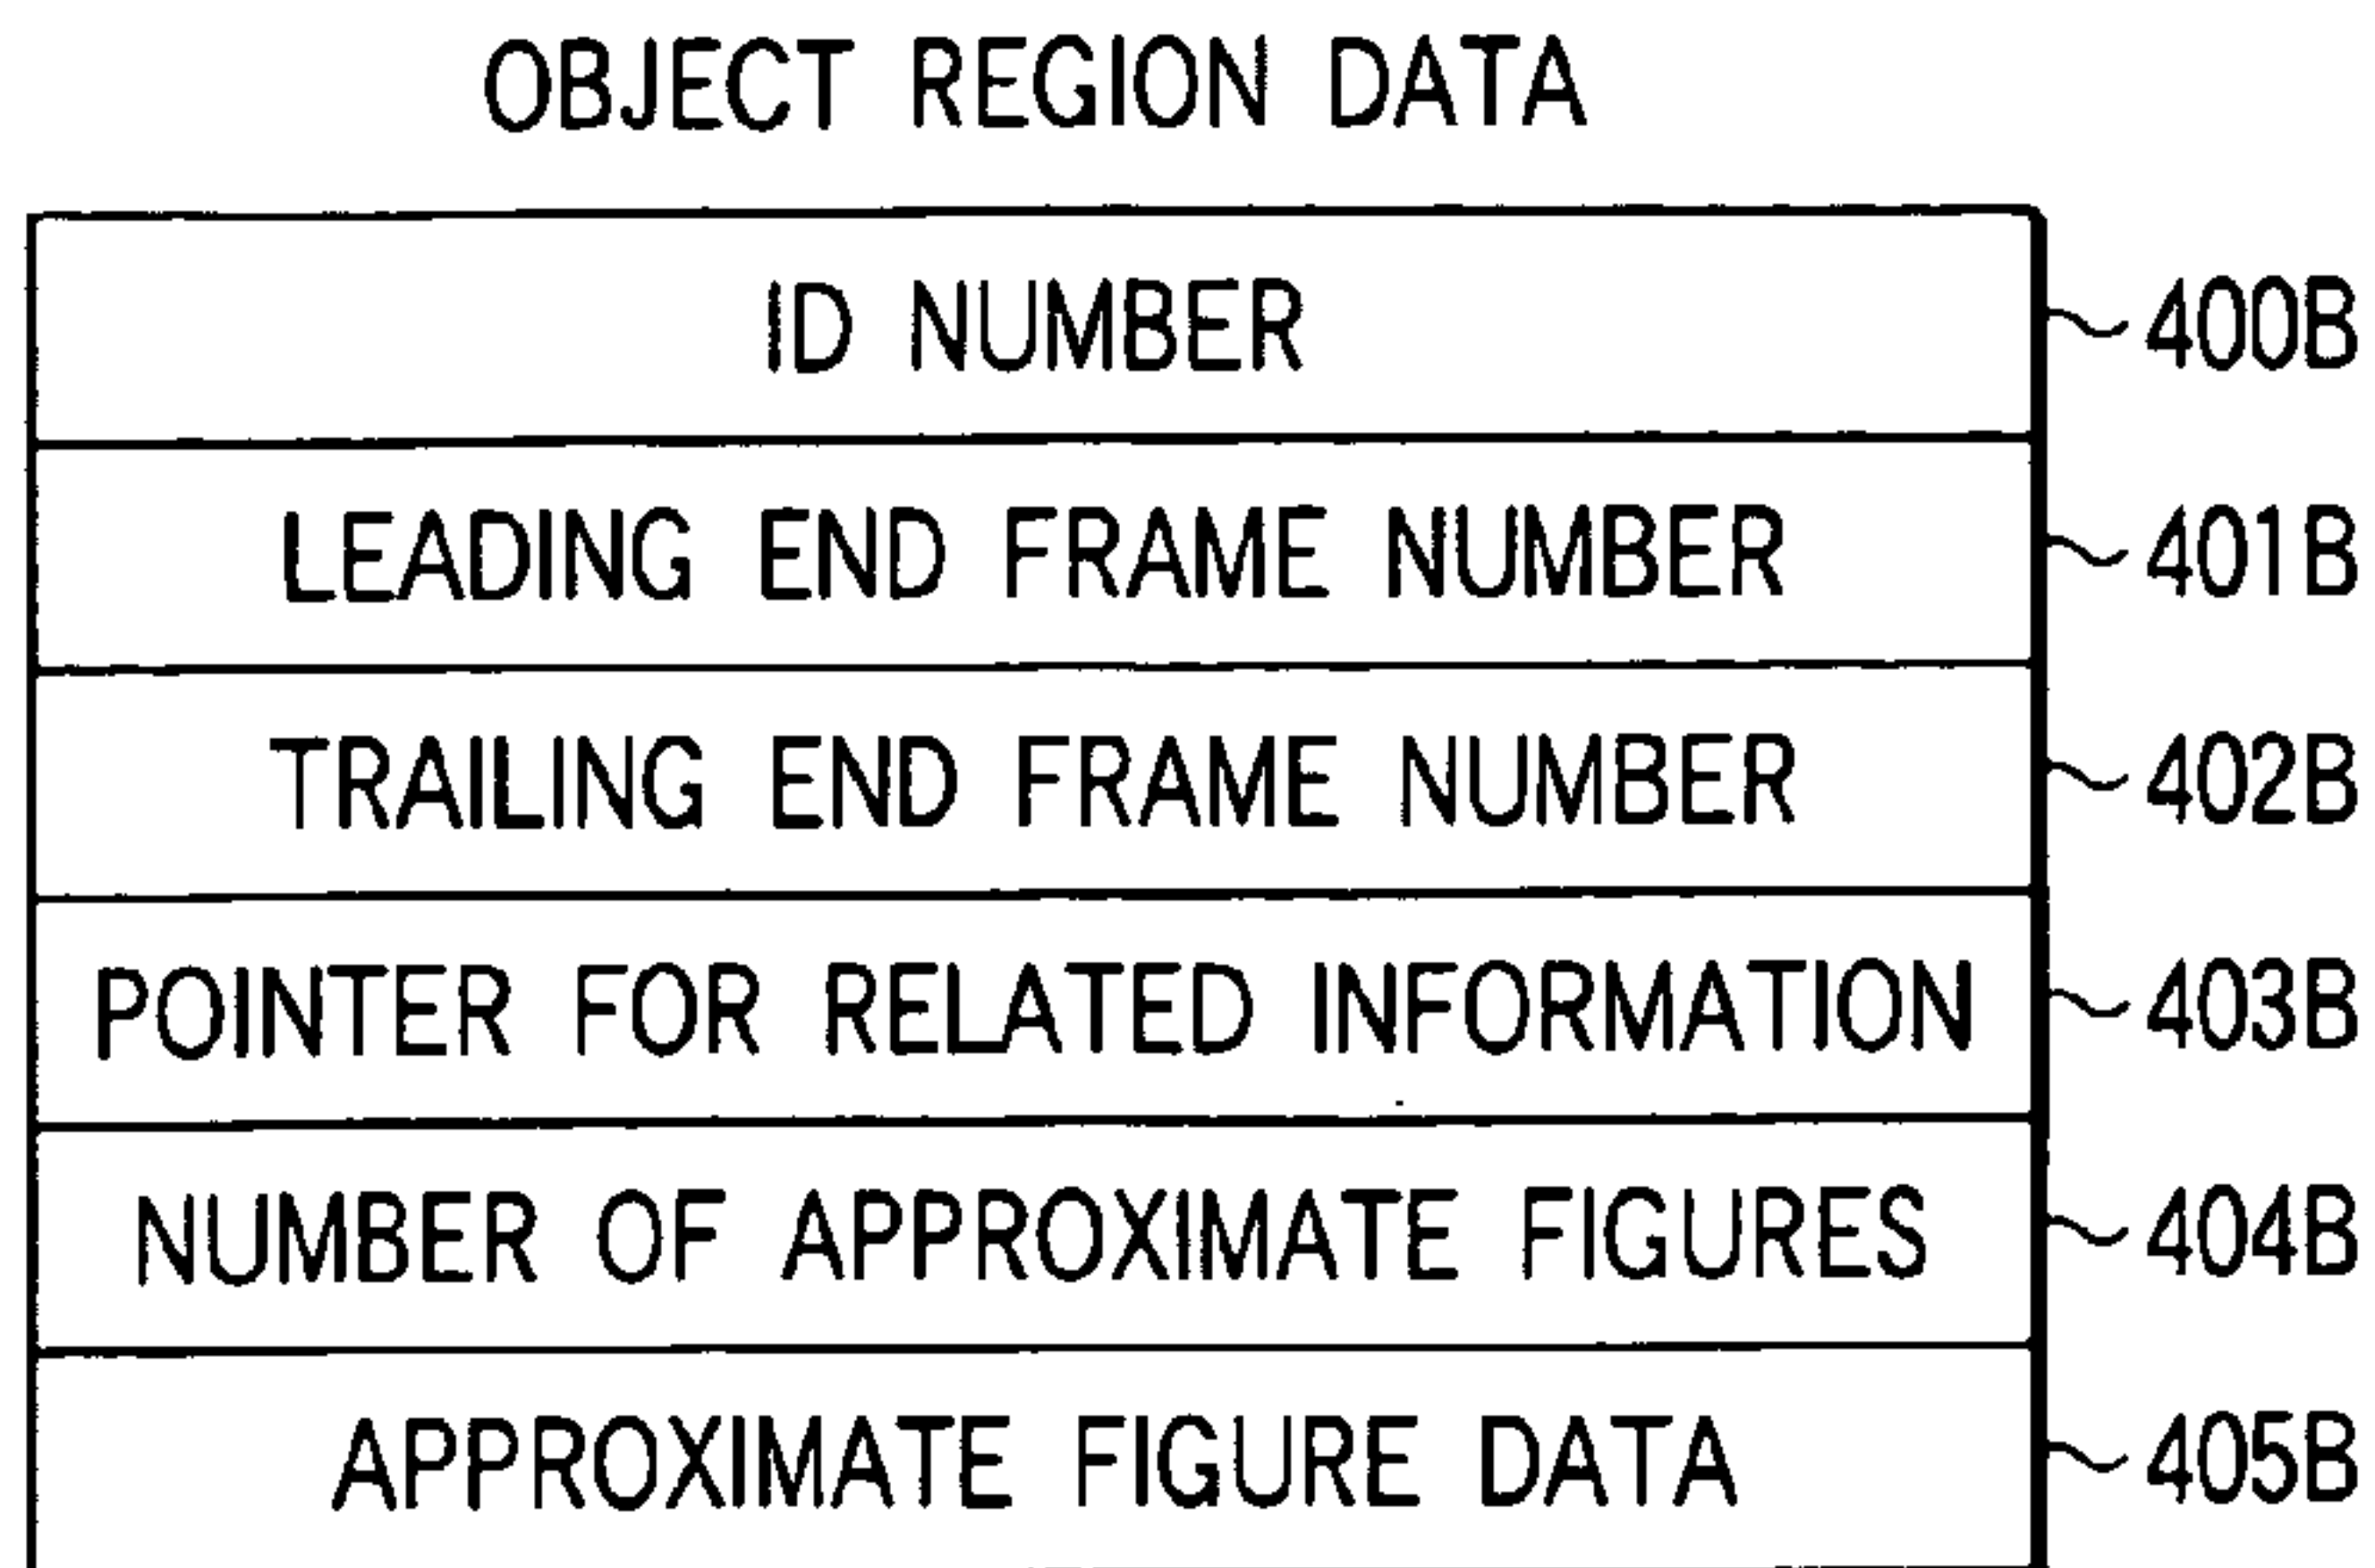 OBJECT REGION DATA
ID NUMBER 400B
LEADING END FRAME NUMBER 401B
TRAILING END FRAME NUMBER 402B
POINTER FOR RELATED INFORMATION 403B
NUMBER OF APPROXIMATE FIGURES 404B
APPROXIMATE FIGURE DATA 405B